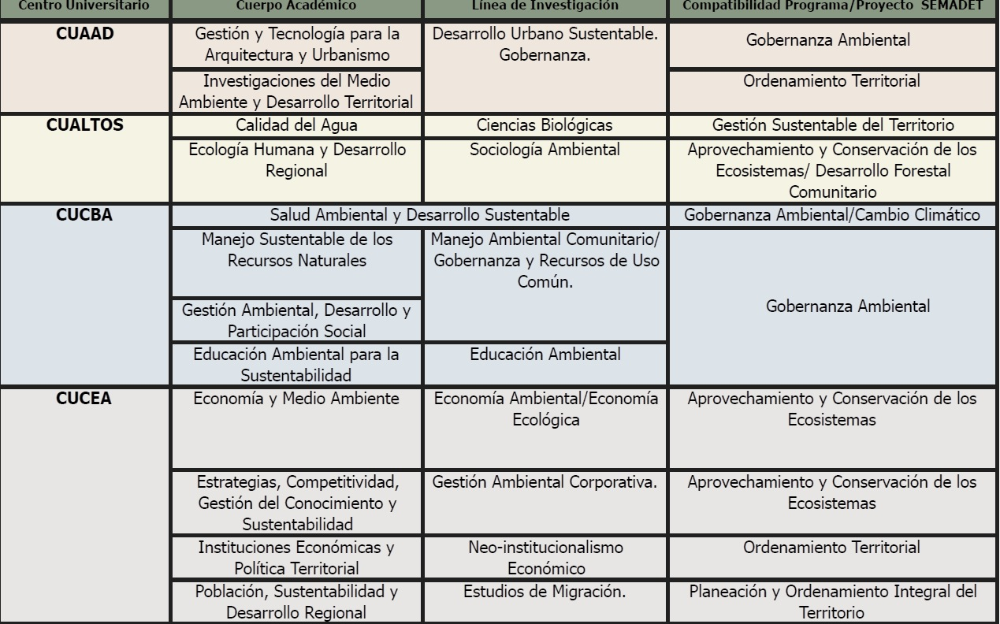 Centro Universitario
Cuerpo Académico
Línea de Investigación
Compatibilidad Programa/Proyecto SEMADET
CUAAD
Gestión y Tecnología para la
Arquitectura y Urbanismo
Desarrollo Urbano Sustentable.
Gobernanza.
Gobernanza Ambiental
Investigaciones del Medio
Ambiente y Desarrollo Territorial
Ordenamiento Territorial
CUALTOS
Calidad del Agua
Ciencias Biológicas
Gestión Sustentable del Territorio
Ecología Humana y Desarrollo
Regional
Sociología Ambiental
Aprovechamiento y Conservación de los
Ecosistemas/ Desarrollo Forestal
Comunitario
CUCBA
Salud Ambiental y Desarrollo Sustentable
Gobernanza Ambiental/Cambio Climático
Manejo Sustentable de los
Recursos Naturales
Manejo Ambiental Comunitario/
Gobernanza y Recursos de Uso
Común.
Gobernanza Ambiental
Gestión Ambiental, Desarrollo y
Participación Social
Educación Ambiental para la
Sustentabilidad
Educación Ambiental
CUCEA
Economía y Medio Ambiente
Economía Ambiental/Economía
Ecológica
Aprovechamiento y Conservación de los
Ecosistemas
Estrategias, Competitividad,
Gestión del Conocimiento y
Sustentabilidad
Gestión Ambiental Corporativa.
Aprovechamiento y Conservación de los
Ecosistemas
Instituciones Económicas y
Política Territorial
Neo-institucionalismo
Económico
Ordenamiento Territorial
Población, Sustentabilidad y
Desarrollo Regional
Estudios de Migración.
Planeación y Ordenamiento Integral del
Territorio